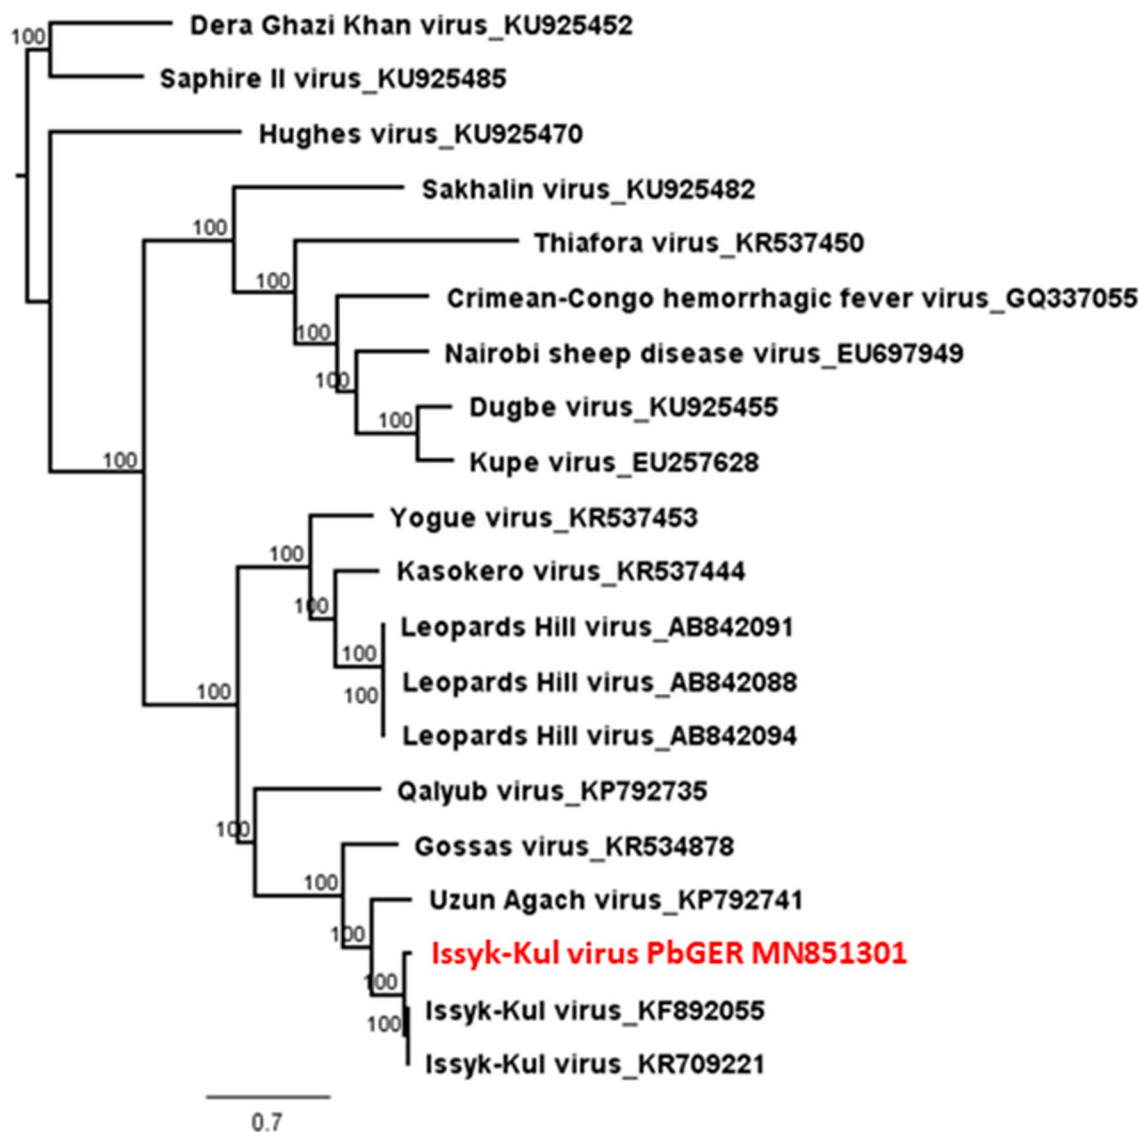 Dera Ghazi Khan virus_KU925452
100
Saphire II virus_KU925485
Hughes virus_KU925470
Sakhalin virus_KU925482
100
Thiafora virus_KR537450
100
Crimean-Congo hemorrhagic fever virus_GQ337055
100
Nairobi sheep disease virus_EU697949
100
Dugbe virus_KU925455
100
Kupe virus_EU257628
100
Yogue virus_KR537453
100
Kasokero virus_KR537444
100
Leopards Hill virus_AB842091
100
Leopards Hill virus_AB842088
100
100
Leopards Hill virus_AB842094
Qalyub virus_KP792735
100
Gossas virus_KR534878
100
Uzun Agach virus_KP792741
100
Issyk-Kul virus PbGER MN851301
100
Issyk-Kul virus_KF892055
100
Issyk-Kul virus_KR709221
0.7